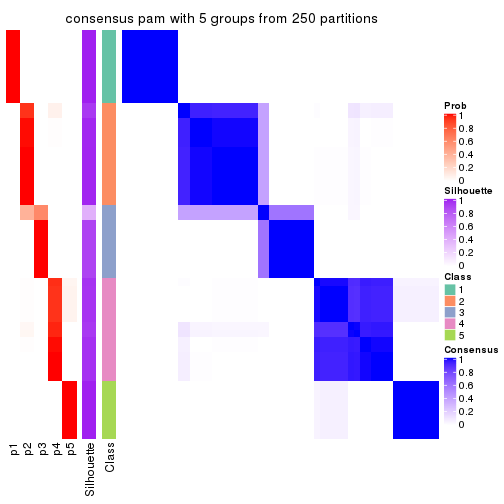 consensus pam with 5 groups from 250 partitions
Prob
1
0.8
0.6
0.4
0.2
0
Silhouette
1
0.8
0.6
0.4
0.2
0
Class
1
2
3
4
5
Consensus
1
0.8
0.6
0.4
0.2
0
p1
p2
p3
p4
p5
Silhouette
Class